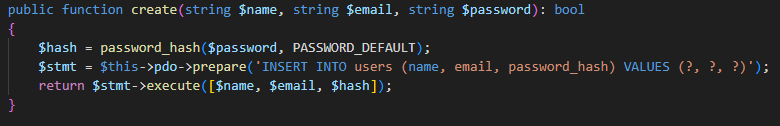 public function create(string $name, string $email, string $password): bool
{
    $hash = password_hash($password, PASSWORD_DEFAULT);
    $stmt = $this->pdo->prepare('INSERT INTO users (name, email, password_hash) VALUES (?, ?, ?)');
    return $stmt->execute([$name, $email, $hash]);
}